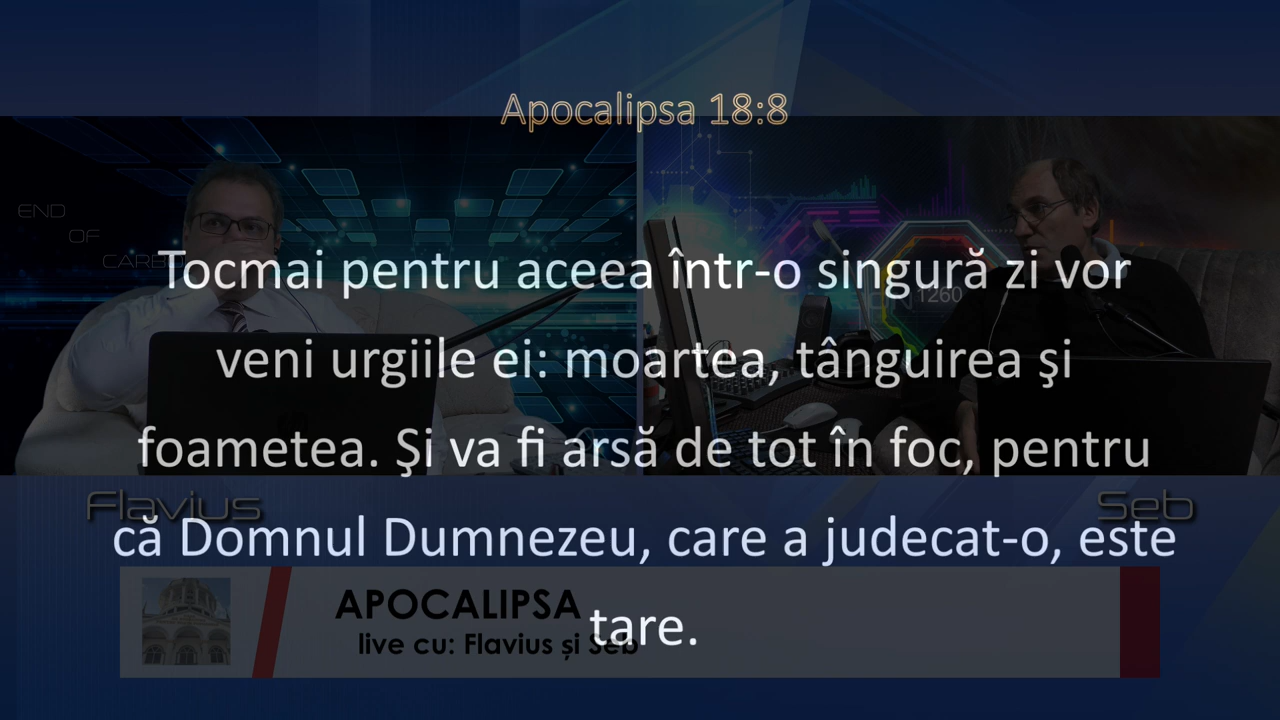 Apocalipsa 18:8
END
OF
CARB
1260
Tocmai pentru aceea într-o singură zi vor
veni urgiile ei: moartea, tânguirea şi
foametea. Şi va fi arsă de tot în foc, pentru
că Domnul Dumnezeu, care a judecat-o, este
tare.
Flavius
Seb
APOCALIPSA
live cu: Flavius și Seb